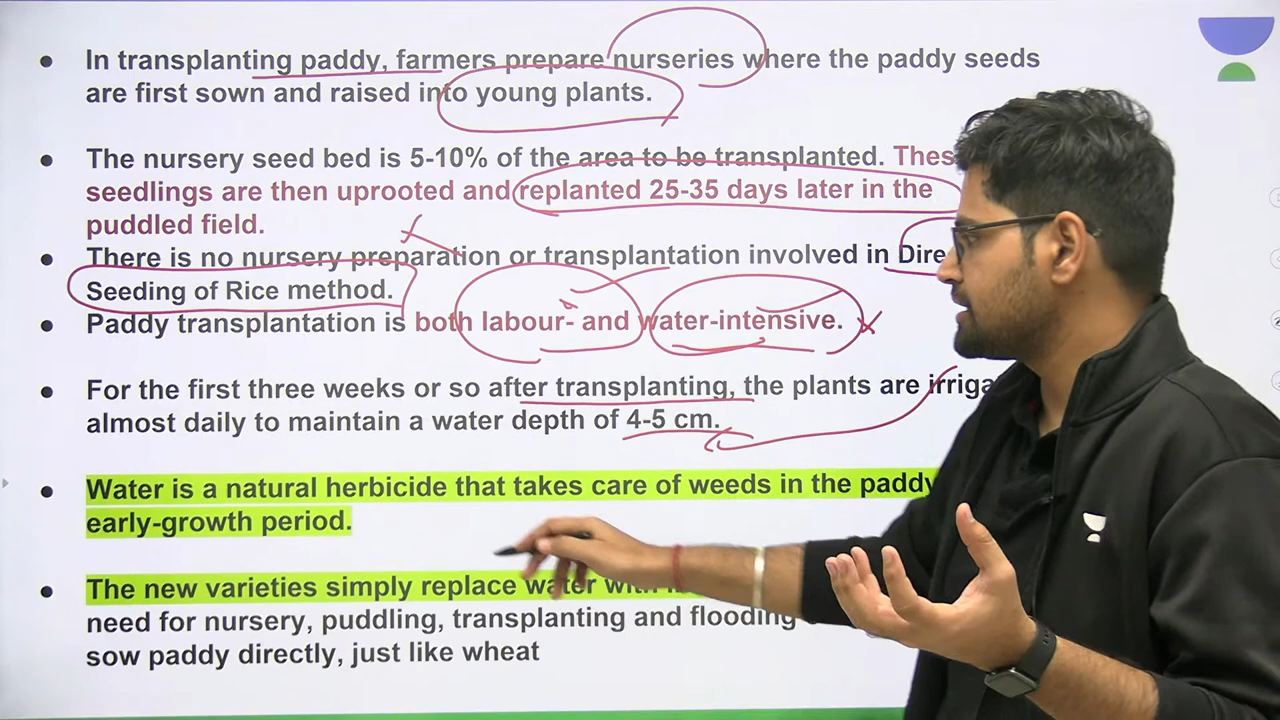 In transplanting paddy, farmers prepare nurseries where the paddy seeds
are first sown and raised into young plants.
The nursery seed bed is 5-10% of the area to be transplanted. Thes
seedlings are then uprooted and replanted 25-35 days later in the
puddled field.
There is no nursery preparation or transplantation involved in Dire
Seeding of Rice method.
Paddy transplantation is both labour- and water-intensive.
For the first three weeks or so after transplanting, the plants are irriga
almost daily to maintain a water depth of 4-5 cm.
Water is a natural herbicide that takes care of weeds in the paddy
early-growth period.
The new varieties simply replace water
need for nursery, puddling, transplanting and flooding
sow paddy directly, just like wheat